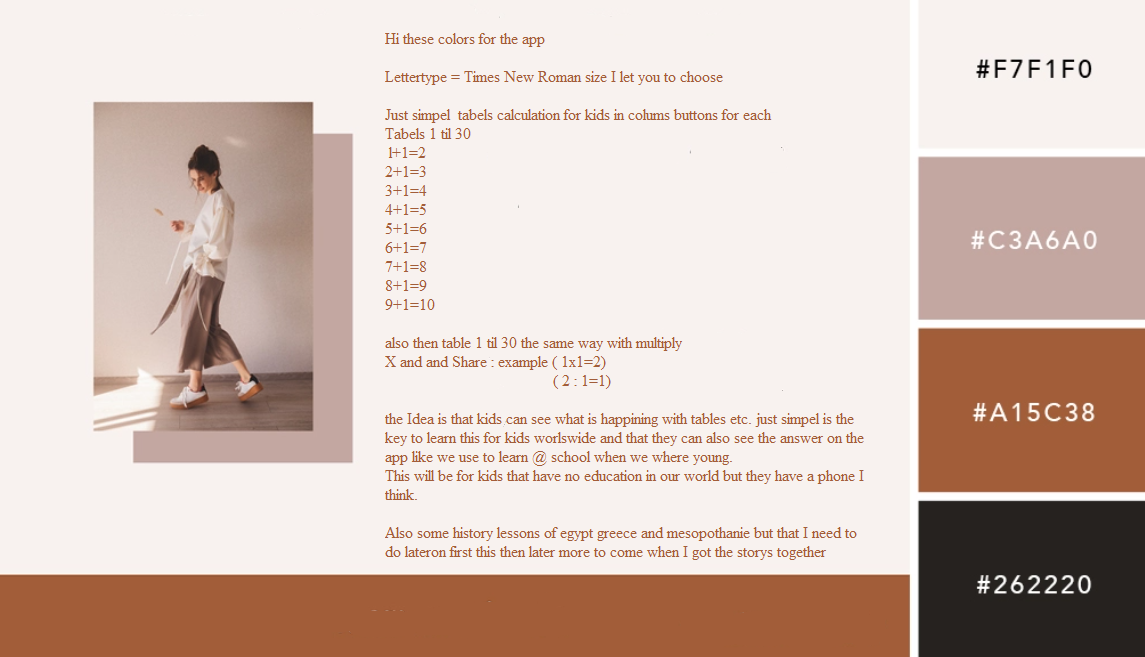 Hi these colors for the app
Lettertype = Times New Roman size I let you to choose
Just simpel  tabels calculation for kids in colums buttons for each
Tabels 1 til 30
1+1=2
2+1=3
3+1=4
4+1=5
5+1=6
6+1=7
7+1=8
8+1=9
9+1=10
also then table 1 til 30 the same way with multiply
X and and Share : example ( 1x1=2)
( 2 : 1=1)
the Idea is that kids can see what is happining with tables etc. just simpel is the
key to learn this for kids worlswide and that they can also see the answer on the
app like we use to learn @ school when we where young.
This will be for kids that have no education in our world but they have a phone I
think.
Also some history lessons of egypt greece and mesopothanie but that I need to
do lateron first this then later more to come when I got the storys together
#F7F1F0
#C3A6A0
#A15C38
#262220